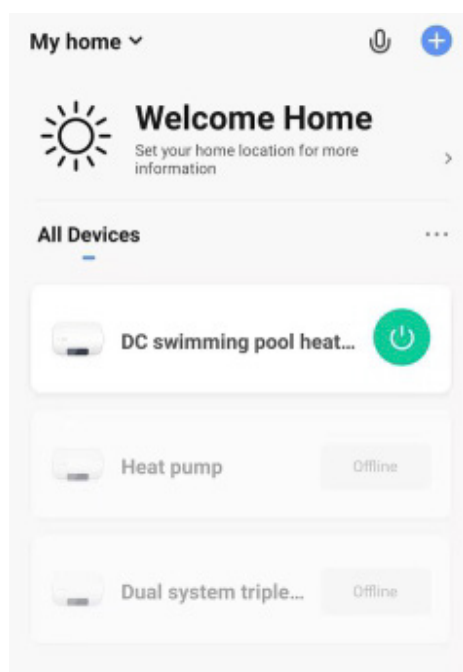 My home
Welcome Home
Set your home location for more
information
All Devices
DC swimming pool heat...
Heat pump
Offline
Dual system triple...
Offline